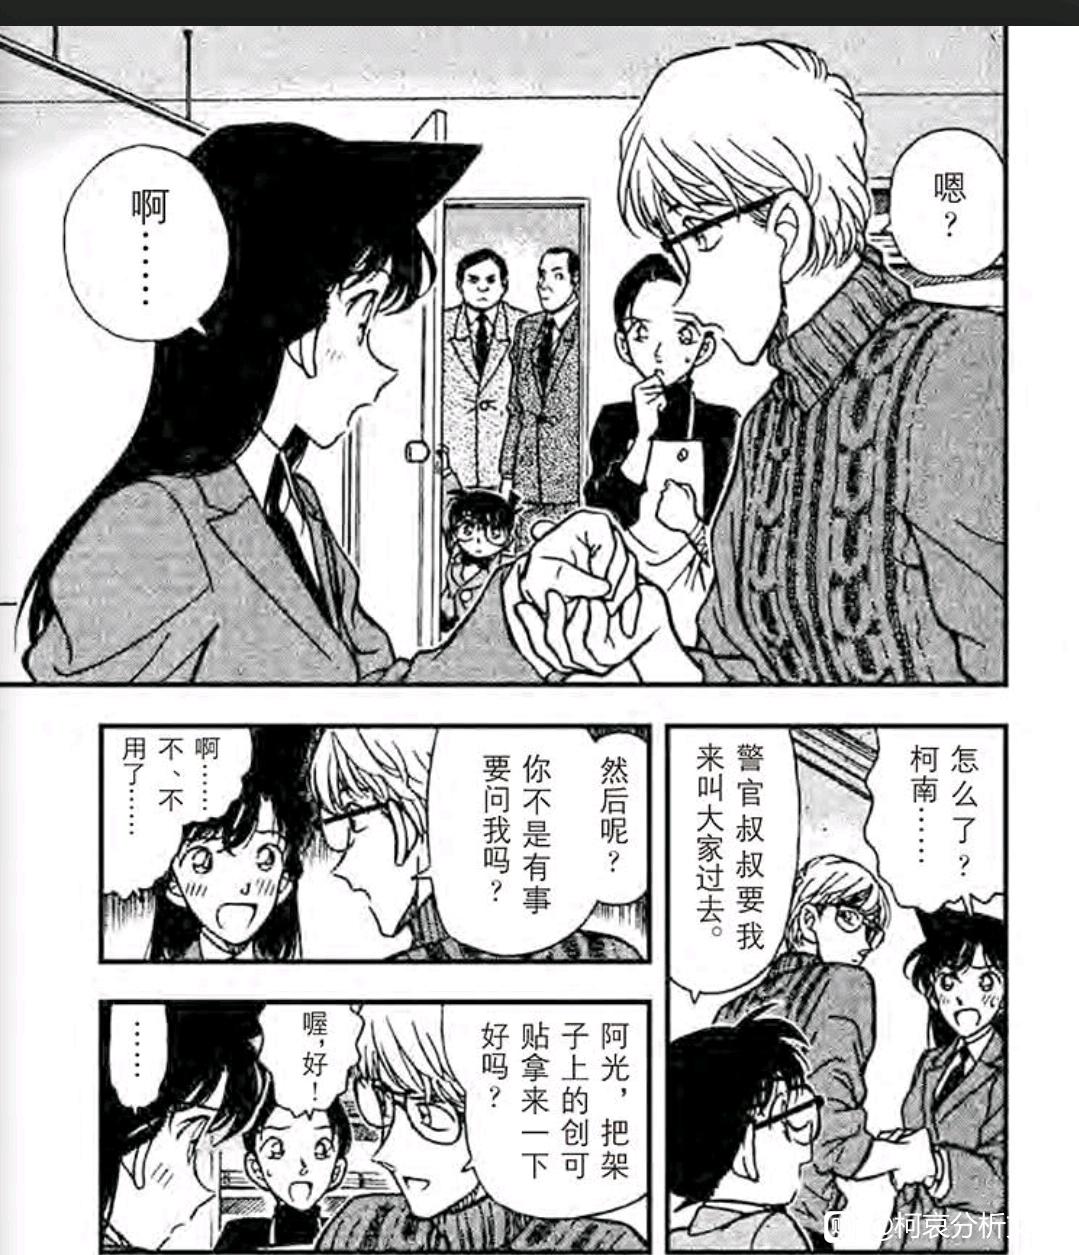 嗯？
啊……
怎么了？
柯南……
警官叔叔要我
来叫大家过去。
然后呢？
你不是有事
要问我吗？
啊……
不、不
用了……
阿光，把架
子上的创可
贴拿来一下
好吗？
喔，好！
……
@柯哀分析